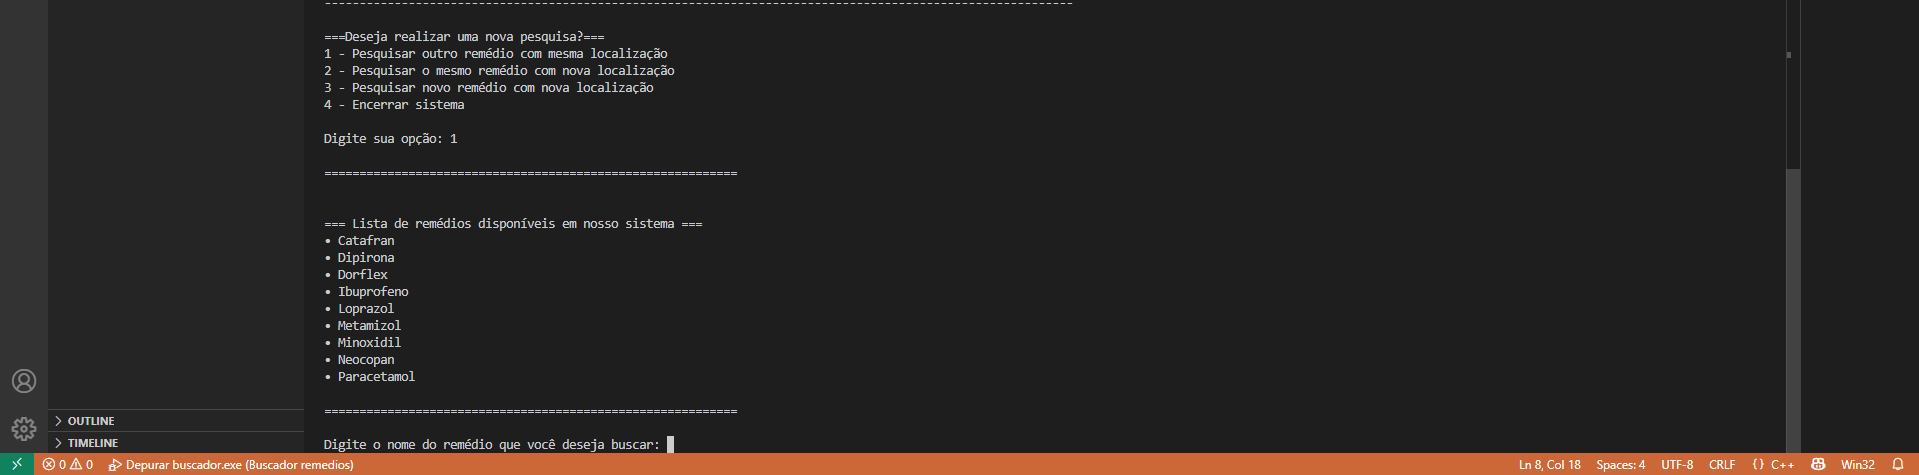 ------------------------------------------------------------------------------------------------------------
===Deseja realizar uma nova pesquisa?===
1 - Pesquisar outro remédio com mesma localização
2 - Pesquisar o mesmo remédio com nova localização
3 - Pesquisar novo remédio com nova localização
4 - Encerrar sistema
Digite sua opção: 1
===========================================================
=== Lista de remédios disponíveis em nosso sistema ===
• Catafran
• Dipirona
• Dorflex
• Ibuprofeno
• Loprazol
• Metamizol
• Minoxidil
• Neocopan
• Paracetamol
===========================================================
Digite o nome do remédio que você deseja buscar:
OUTLINE
TIMELINE
0 0 Depurar buscador.exe (Buscador remedios) Ln 8, Col 18 Spaces: 4 UTF-8 CRLF {} C++ Win32